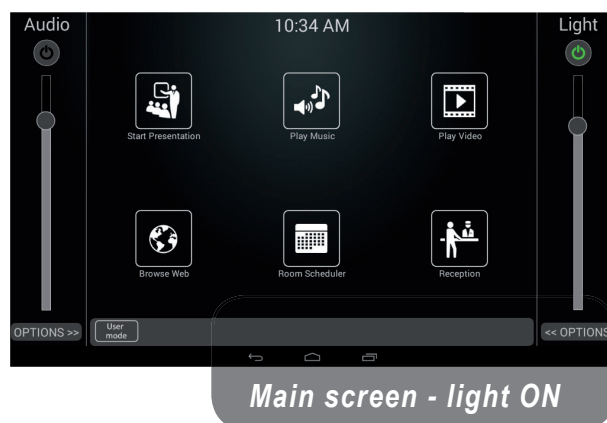 Audio
10:34 AM
Light
Start Presentation
Play Music
Play Video
Browse Web
Room Scheduler
Reception
OPTIONS >>
User
mode
<< OPTIONS
Main screen - light ON